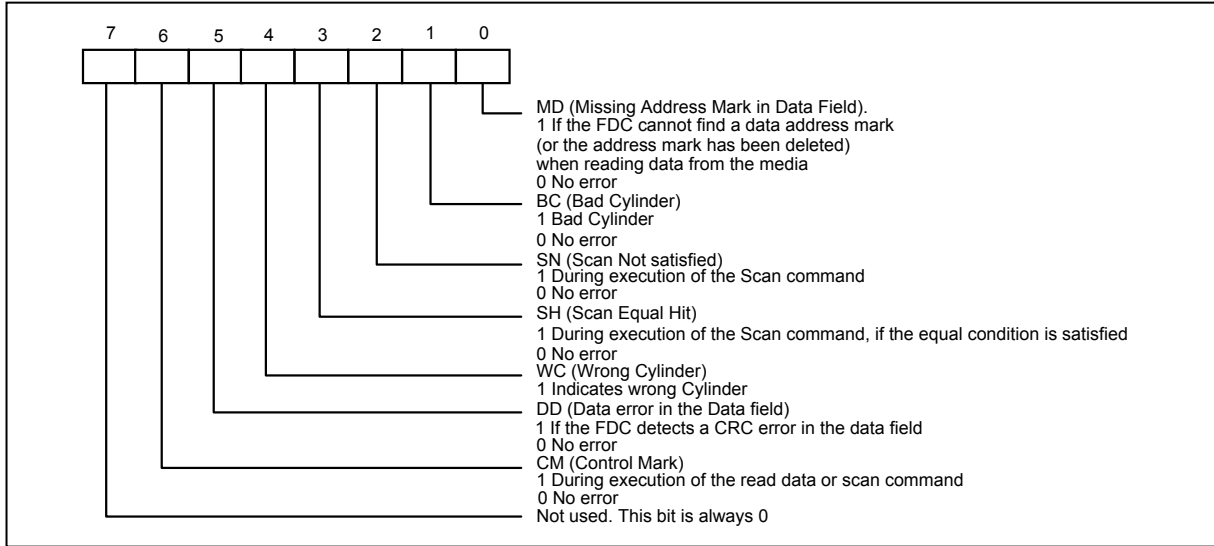 7 6 5 4 3 2 1 0
MD (Missing Address Mark in Data Field).
1 If the FDC cannot find a data address mark
(or the address mark has been deleted)
when reading data from the media
0 No error
BC (Bad Cylinder)
1 Bad Cylinder
0 No error
SN (Scan Not satisfied)
1 During execution of the Scan command
0 No error
SH (Scan Equal Hit)
1 During execution of the Scan command, if the equal condition is satisfied
0 No error
WC (Wrong Cylinder)
1 Indicates wrong Cylinder
DD (Data error in the Data field)
1 If the FDC detects a CRC error in the data field
0 No error
CM (Control Mark)
1 During execution of the read data or scan command
0 No error
Not used. This bit is always 0